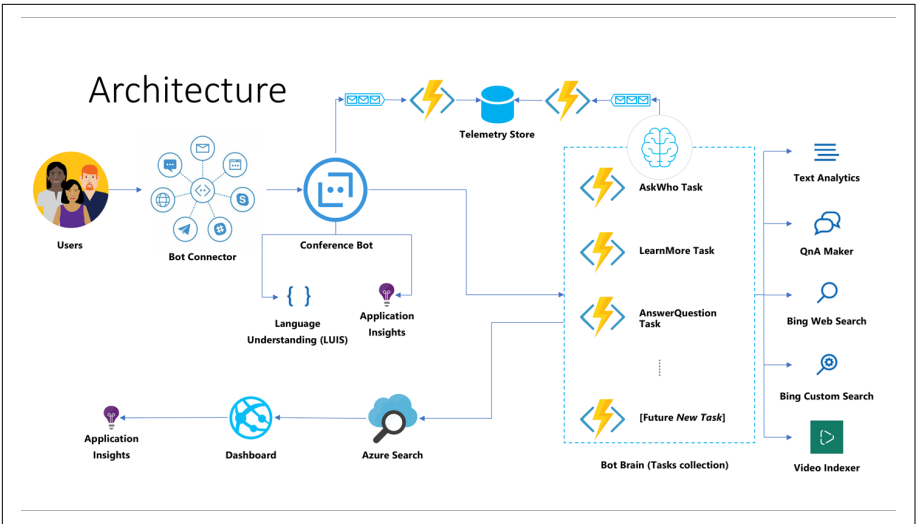 Architecture
Telemetry Store
Users
Bot Connector
Conference Bot
Language
Understanding (LUIS)
Application
Insights
AskWho Task
LearnMore Task
AnswerQuestion
Task
[Future New Task]
Bot Brain (Tasks collection)
Text Analytics
QnA Maker
Bing Web Search
Bing Custom Search
Video Indexer
Application
Insights
Dashboard
Azure Search